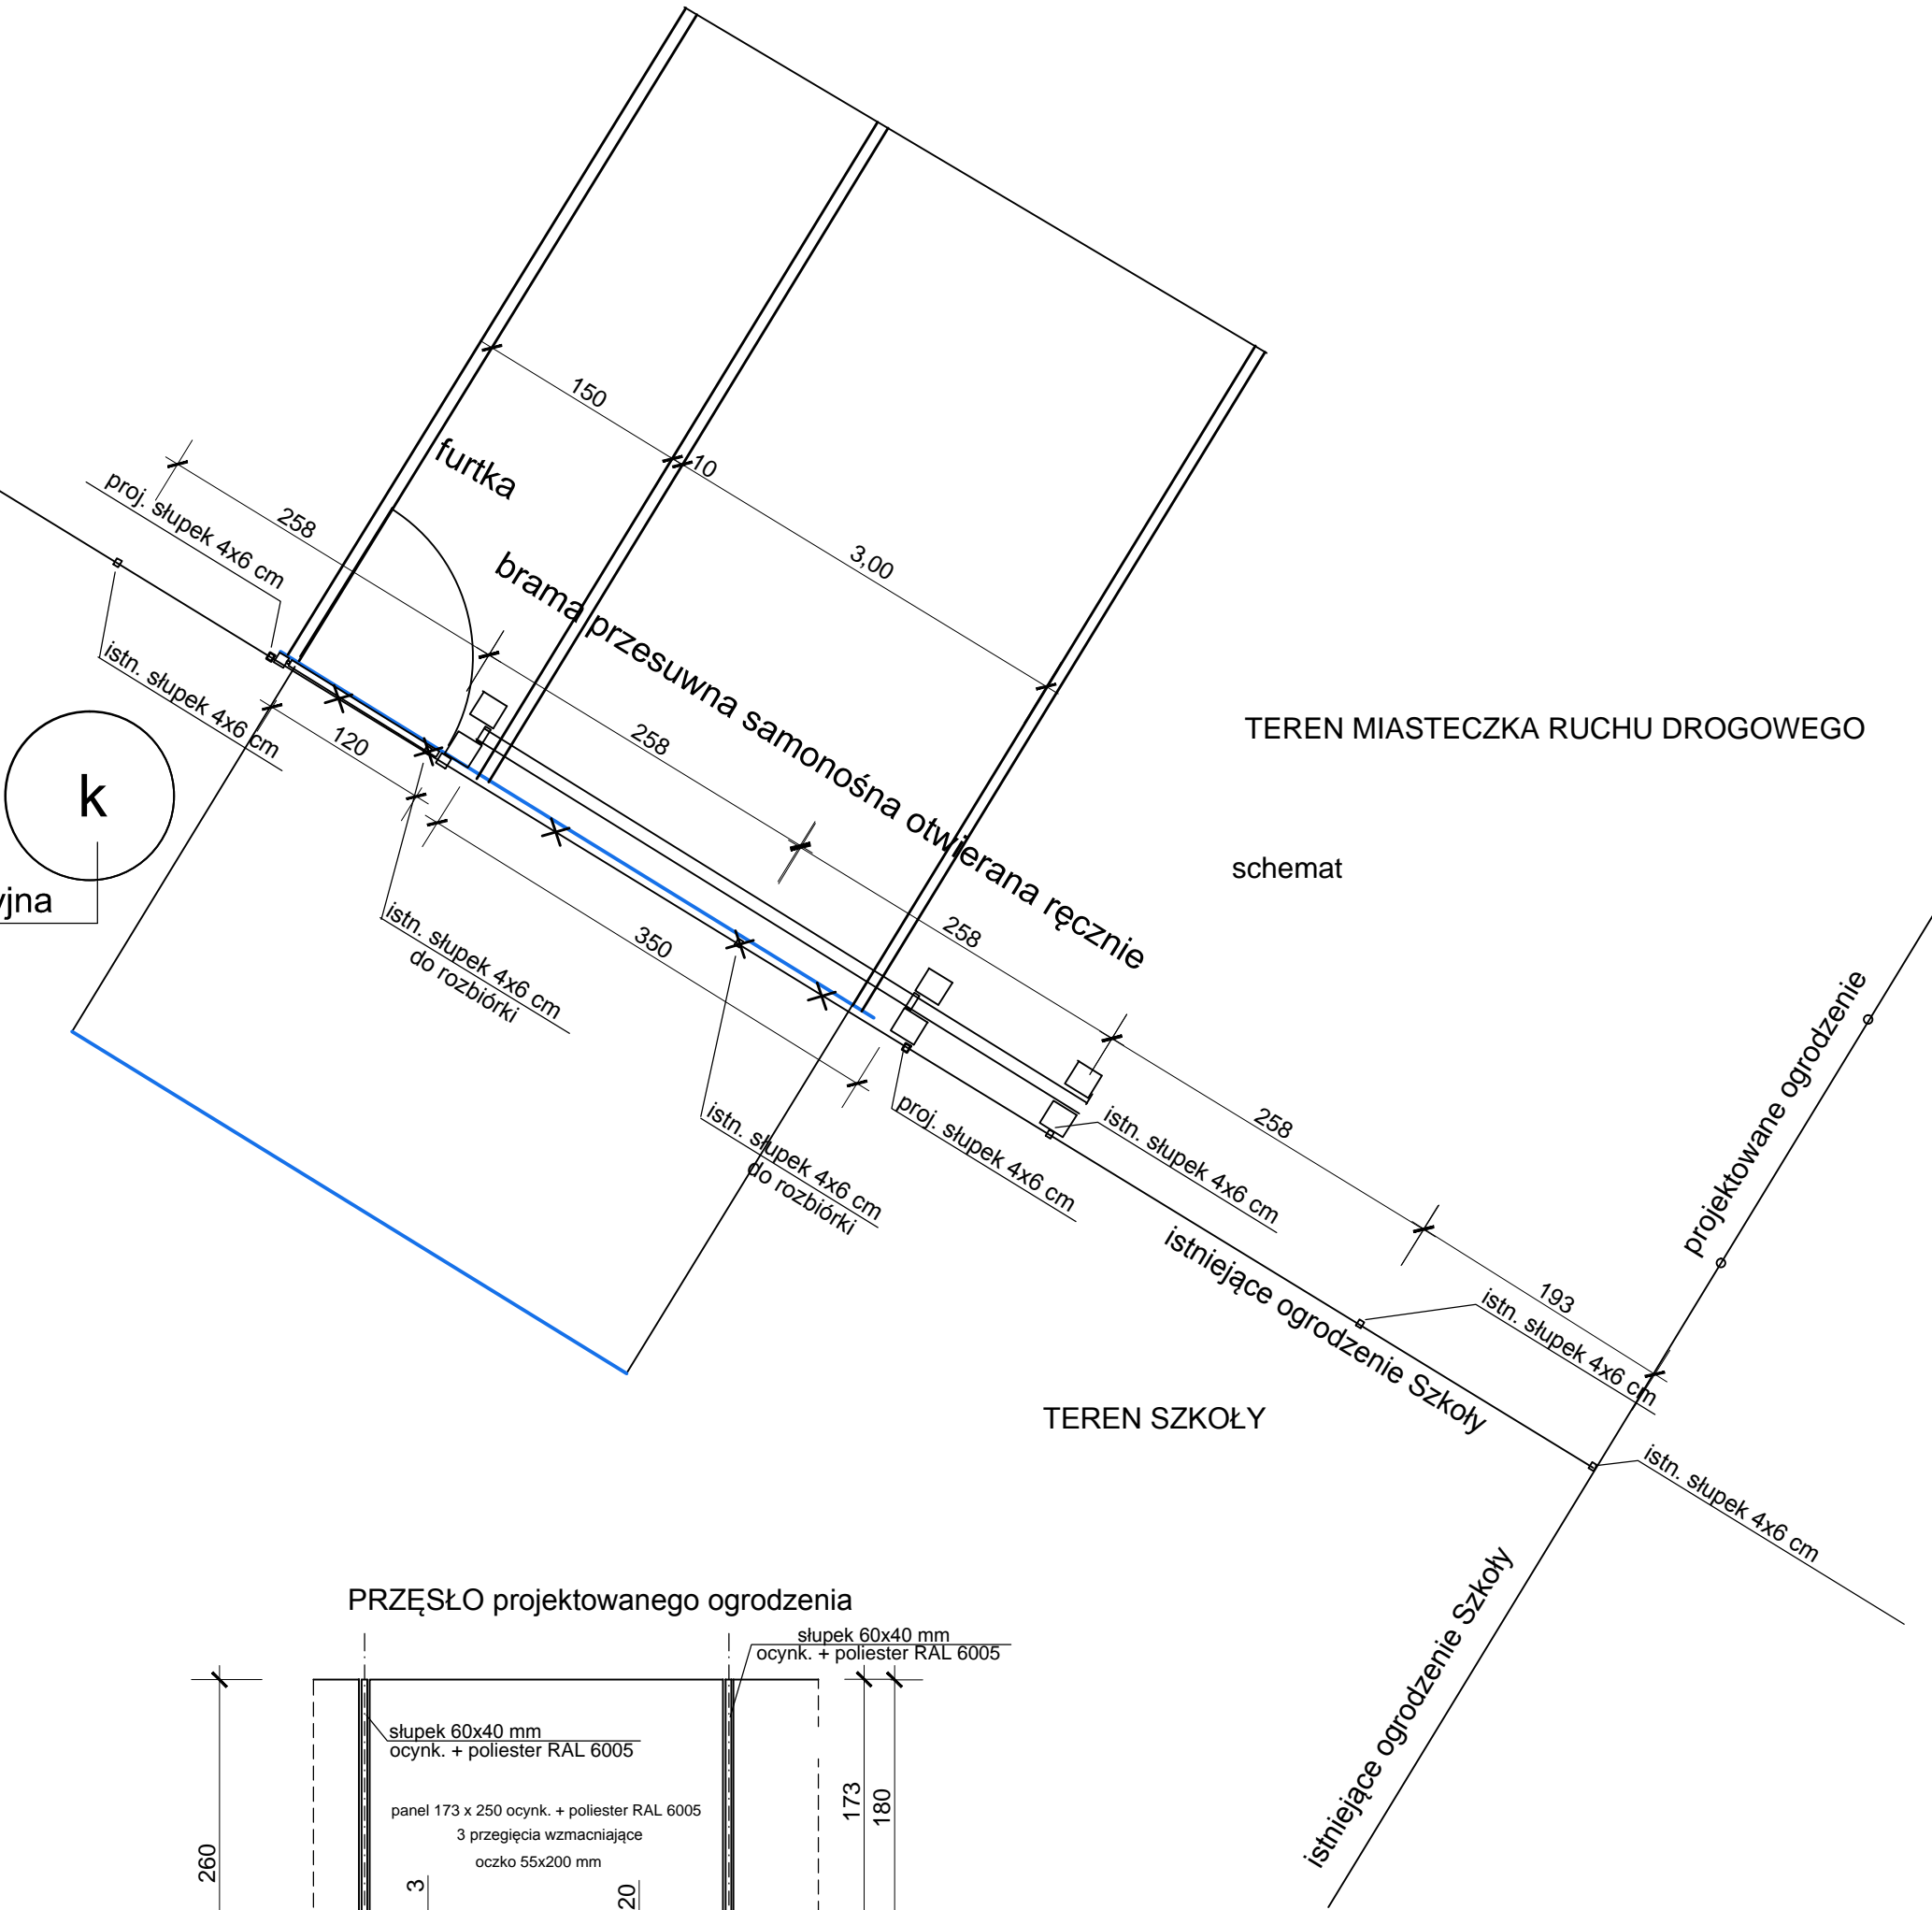 150
furtka
10
258
proj. słupek 4x6 cm
3,00
brama przesuwna samonośna otwierana ręcznie
istn. słupek 4x6 cm
120
258
TEREN MIASTECZKA RUCHU DROGOWEGO
k
yjna
schemat
istn. słupek 4x6 cm
do rozbiórki
350
258
projektowane ogrodzenie
istn. słupek 4x6 cm
do rozbiórki
proj. słupek 4x6 cm
istn. słupek 4x6 cm
258
istniejące ogrodzenie Szkoły
193
istn. słupek 4x6 cm
TEREN SZKOŁY
istn. słupek 4x6 cm
istniejące ogrodzenie Szkoły
PRZĘSŁO projektowanego ogrodzenia
słupek 60x40 mm
ocynk. + poliester RAL 6005
słupek 60x40 mm
ocynk. + poliester RAL 6005
panel 173 x 250 ocynk. + poliester RAL 6005
3 przegięcia wzmacniające
oczko 55x200 mm
260
3
20
173
180